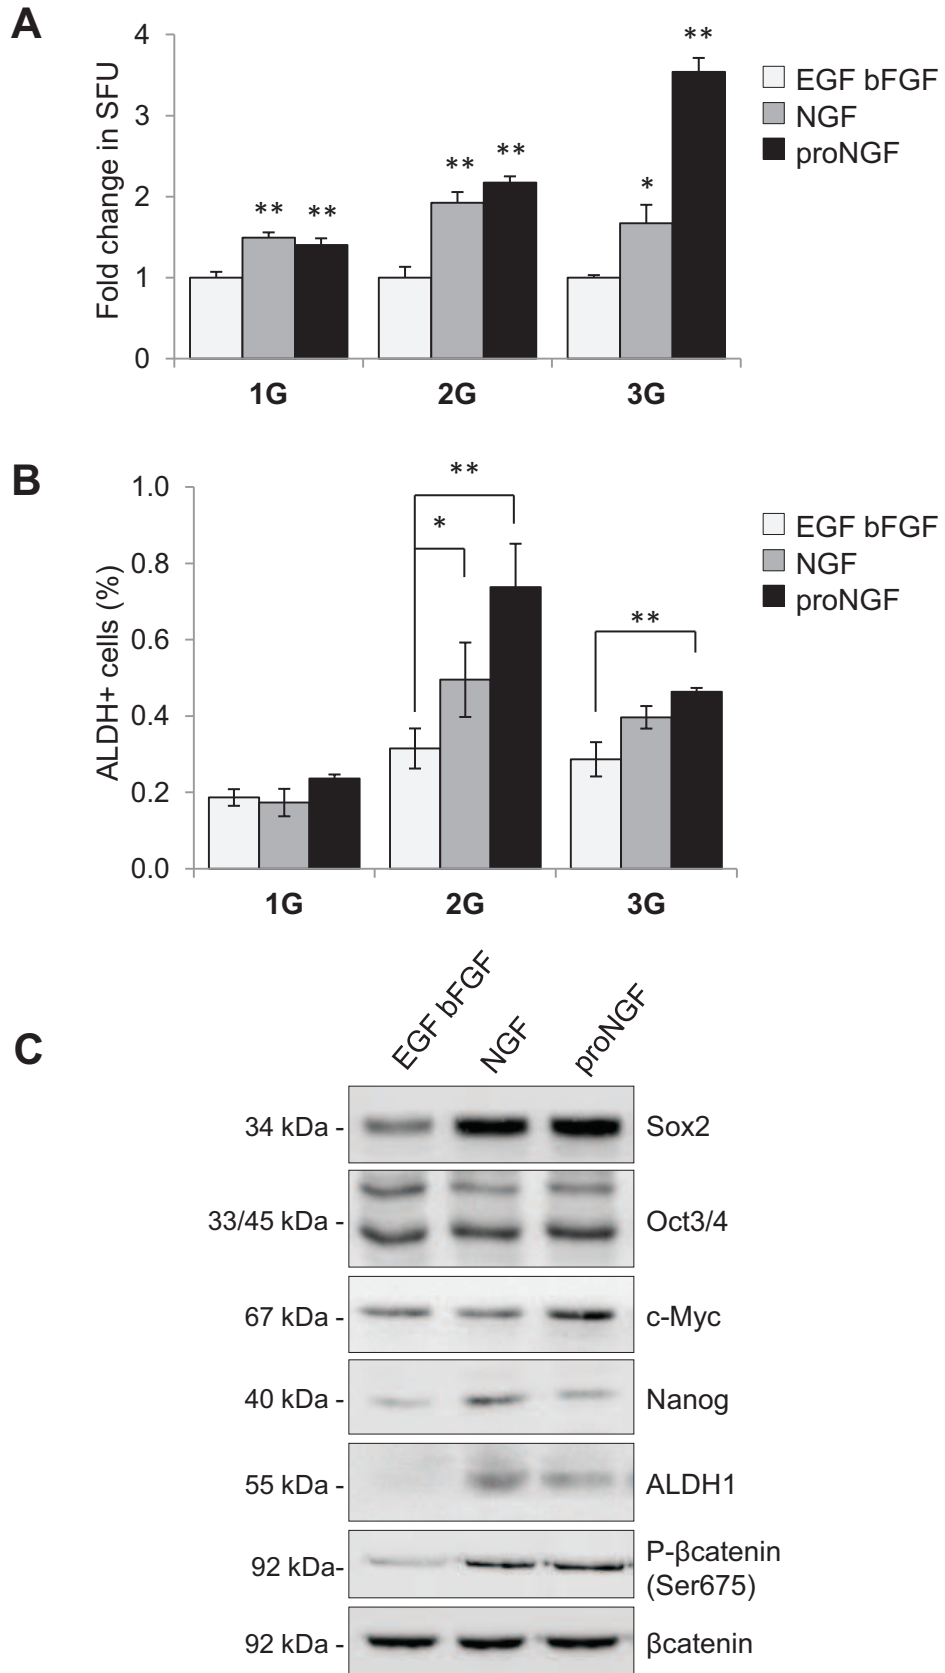 A
Fold change in SFU
4
3
2
1
0
** **
** **
* **
1G 2G 3G
EGF bFGF
NGF
proNGF
B
ALDH+ cells (%)
1.0
0.8
0.6
0.4
0.2
0.0
**
*
**
1G 2G 3G
EGF bFGF
NGF
proNGF
C
EGF bFGF NGF proNGF
34 kDa - Sox2
33/45 kDa - Oct3/4
67 kDa - c-Myc
40 kDa - Nanog
55 kDa - ALDH1
92 kDa- P-βcatenin
(Ser675)
92 kDa - βcatenin